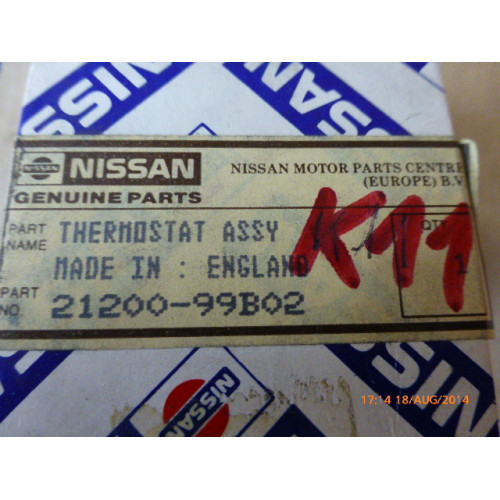 NISSAN
NISSAN MOTOR PARTS CENTRE
(EUROPE) B.V
GENUINE PARTS
PART NAME THERMOSTAT ASSY
MADE IN : ENGLAND
PART NO. 21200-99B02
QTY
1
K11
NISSAN
17:14 18/AUG/2014